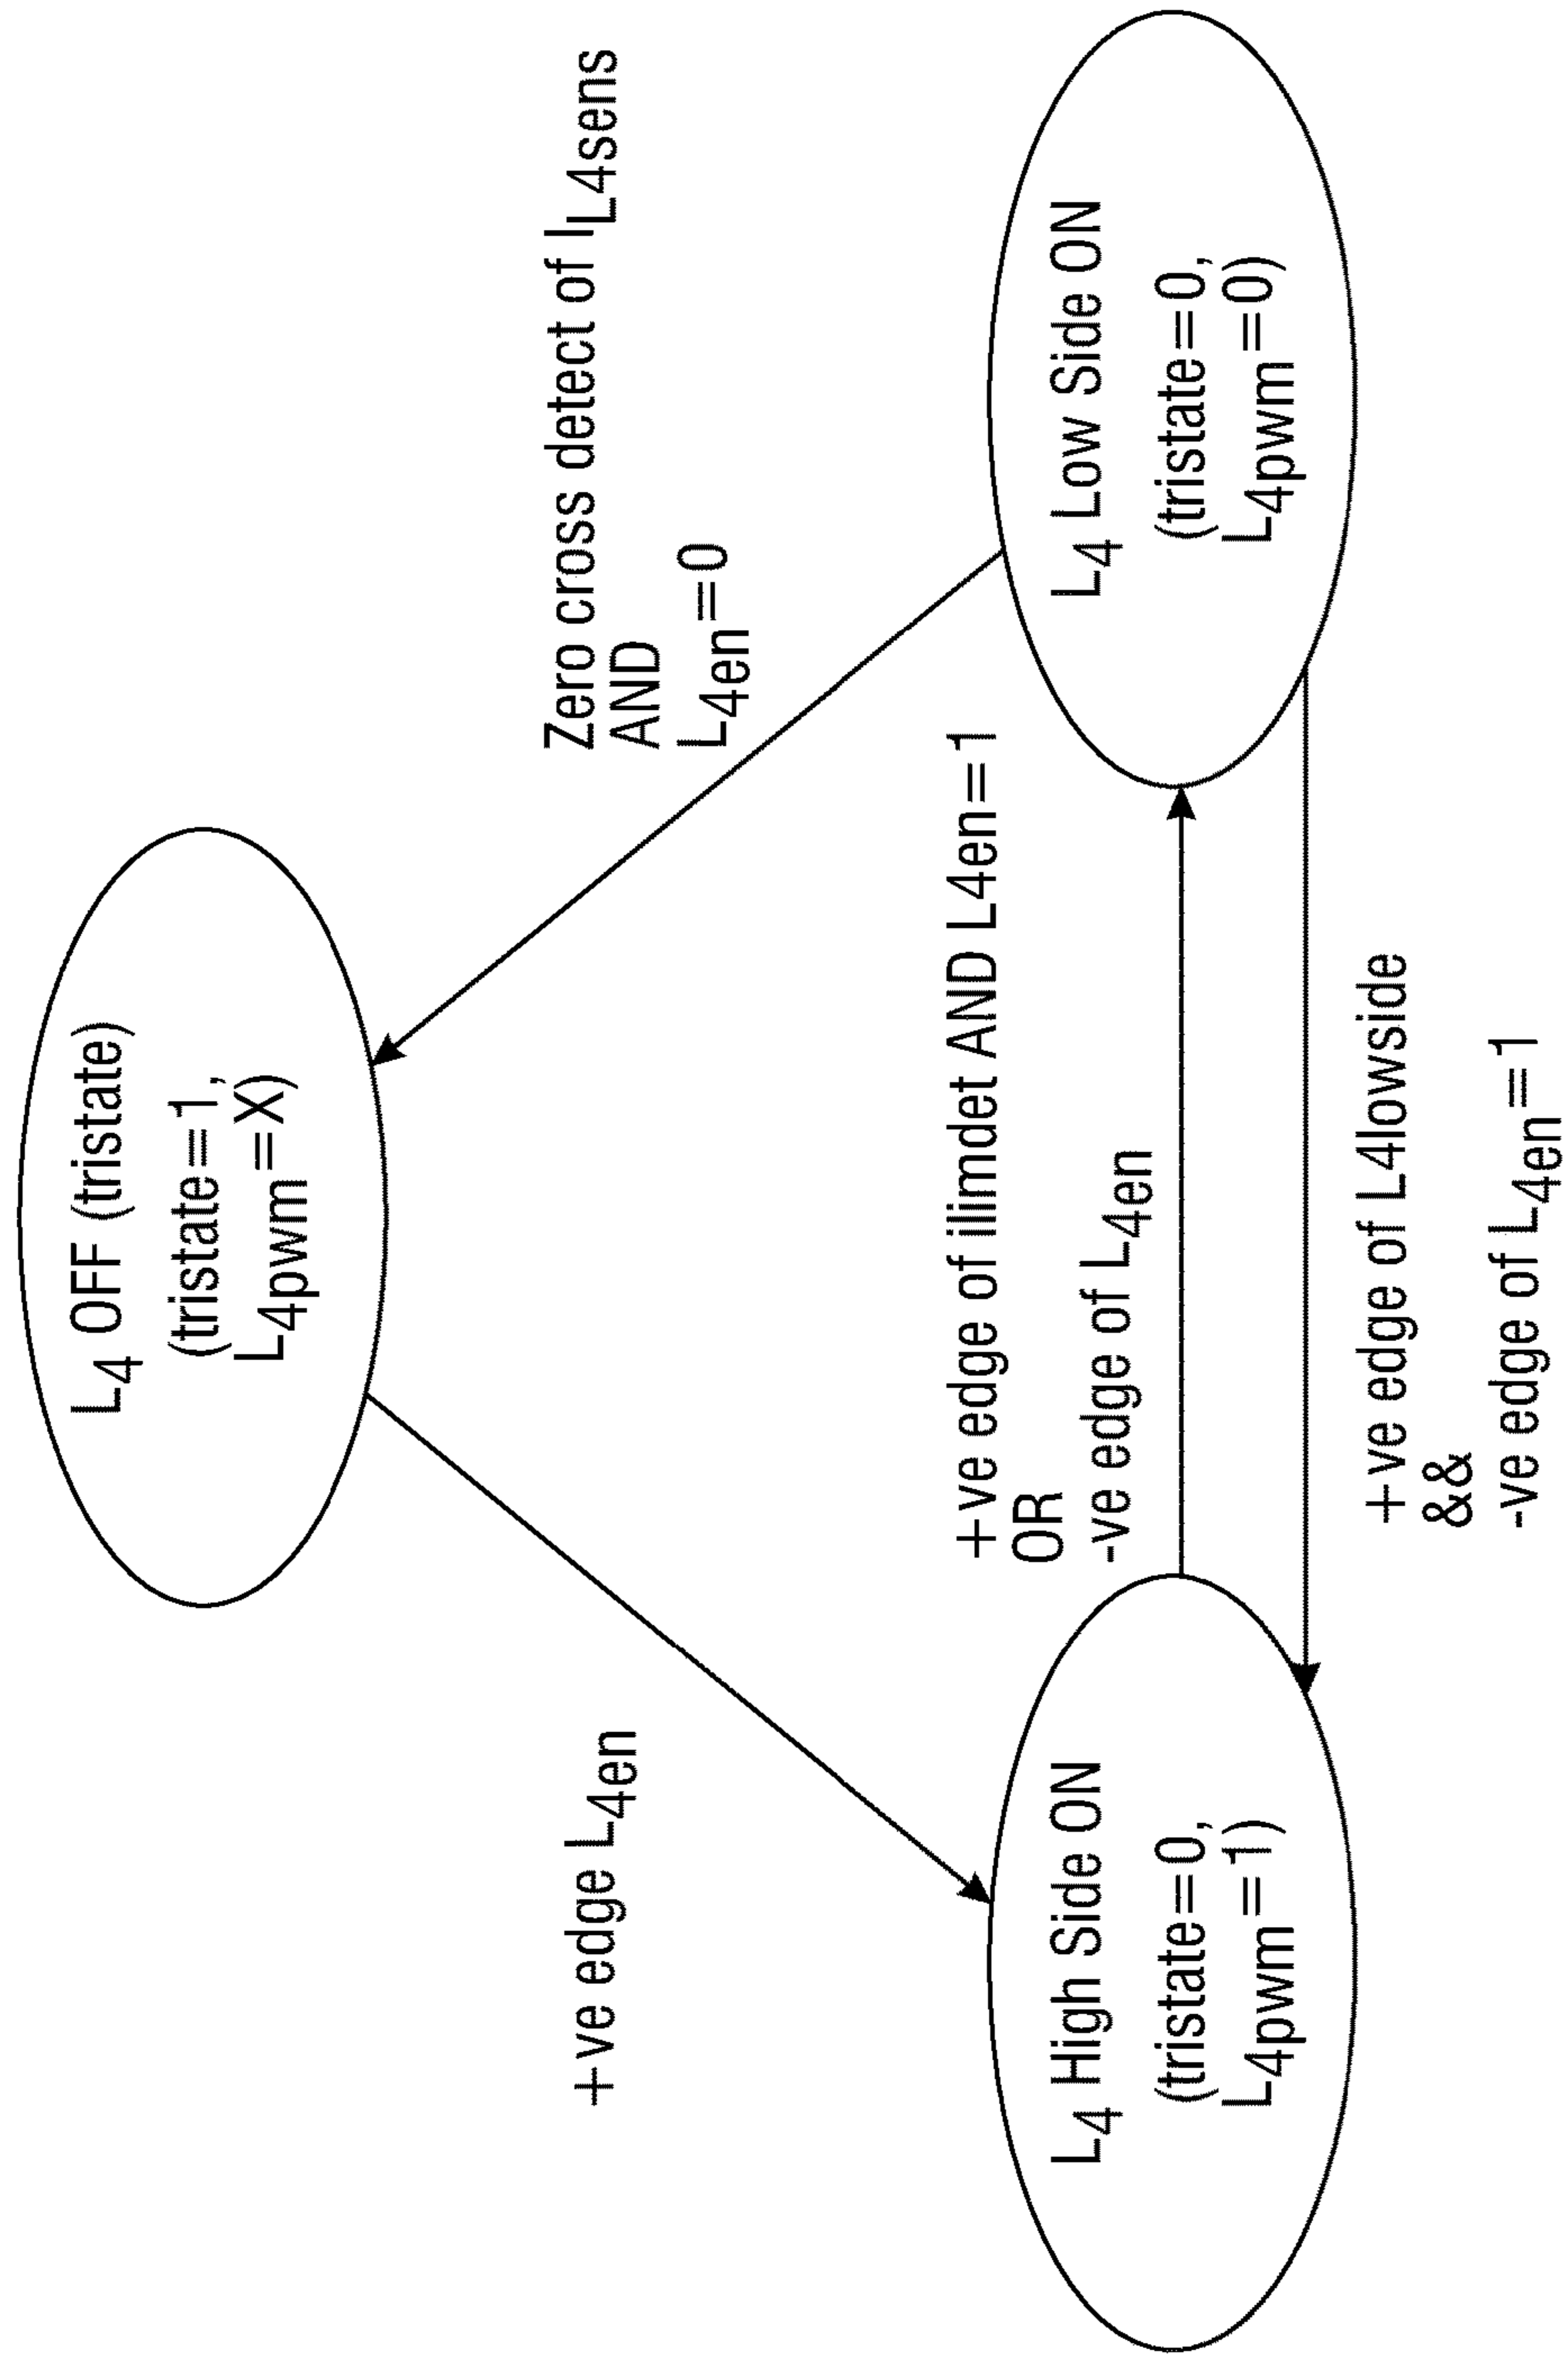 L4 OFF (tristate)
(tristate=1,
L4pwm=X)
+ve edge L4en
Zero cross detect of IL4sens
AND
L4en=0
+ve edge of ilimdet AND L4en=1
OR
-ve edge of L4en
L4 High Side ON
(tristate=0,
L4pwm=1)
L4 Low Side ON
(tristate=0,
L4pwm=0)
+ve edge of L4lowside
&&
-ve edge of L4en=1